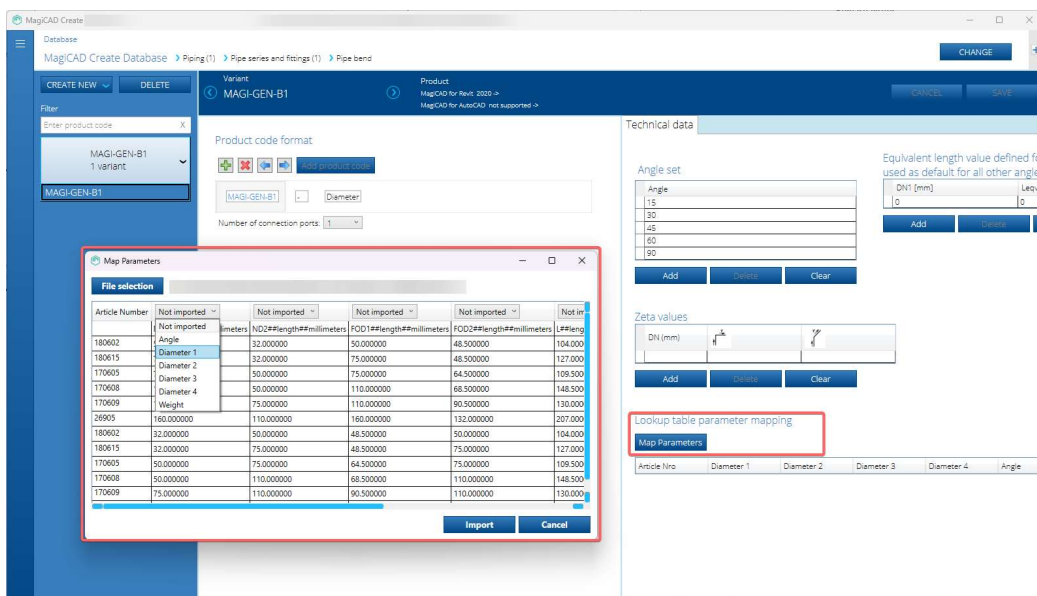 MagiCAD Create
Database
MagiCAD Create Database > Piping (1) > Pipe series and fittings (1) > Pipe bend
CHANGE
CREATE NEW
DELETE
Variant
MAGI-GEN-B1
Product
MagiCAD for Revit 2020 ->
MagiCAD for AutoCAD not supported ->
CANCEL
SAVE
Filter
Enter product code
X
MAGI-GEN-B1
1 variant
MAGI-GEN-B1
Product code format
Add product code
MAGI-GEN-B1 - Diameter
Number of connection ports: 1
Technical data
Angle set
Angle
15
30
45
60
90
Add Delete Clear
Equivalent length value defined
used as default for all other
DN1 [mm]
0 0
Add Delete
Zeta values
DN (mm)
Add Delete Clear
Lookup table parameter mapping
Map Parameters
Article Nro Diameter 1 Diameter 2 Diameter 3 Diameter 4 Angle
Map Parameters
File selection
Article Number Not imported Not imported Not imported Not imported Not
ND2##length##millimeters FOD1##length##millimeters FOD2##length##millimeters
Not imported
Angle
Diameter 1
Diameter 2
Diameter 3
Diameter 4
Weight
180602 32.000000 50.000000 48.500000 104.000
180615 32.000000 75.000000 48.500000 127.000
170605 50.000000 75.000000 64.500000 109.500
170608 50.000000 110.000000 68.500000 148.500
170609 75.000000 110.000000 90.500000 130.000
26905 160.000000 110.000000 160.000000 132.000000 207.000
180602 32.000000 50.000000 48.500000 50.000000 104.000
180615 32.000000 75.000000 48.500000 75.000000 127.000
170605 50.000000 75.000000 64.500000 75.000000 109.500
170608 50.000000 110.000000 68.500000 110.000000 148.500
170609 75.000000 110.000000 90.500000 110.000000 130.000
Import Cancel